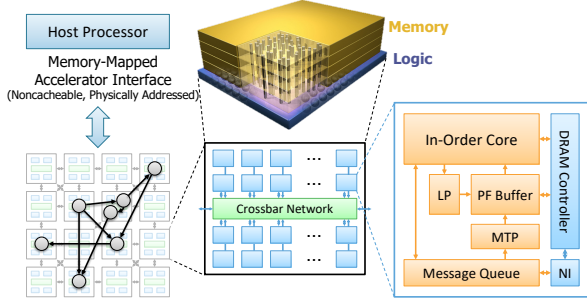 Host Processor
Memory-Mapped
Accelerator Interface
(Noncacheable, Physically Addressed)
Memory
Logic
Crossbar Network
In-Order Core
LP
PF Buffer
MTP
Message Queue
DRAM Controller
NI